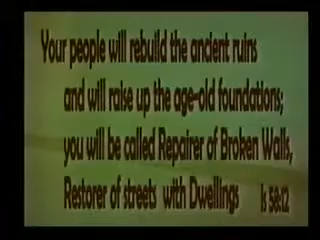 Your people will rebuild the ancient ruins
and will raise up the age-old foundations;
you will be called Repairer of Broken Walls,
Restorer of streets with Dwellings Is 58:12